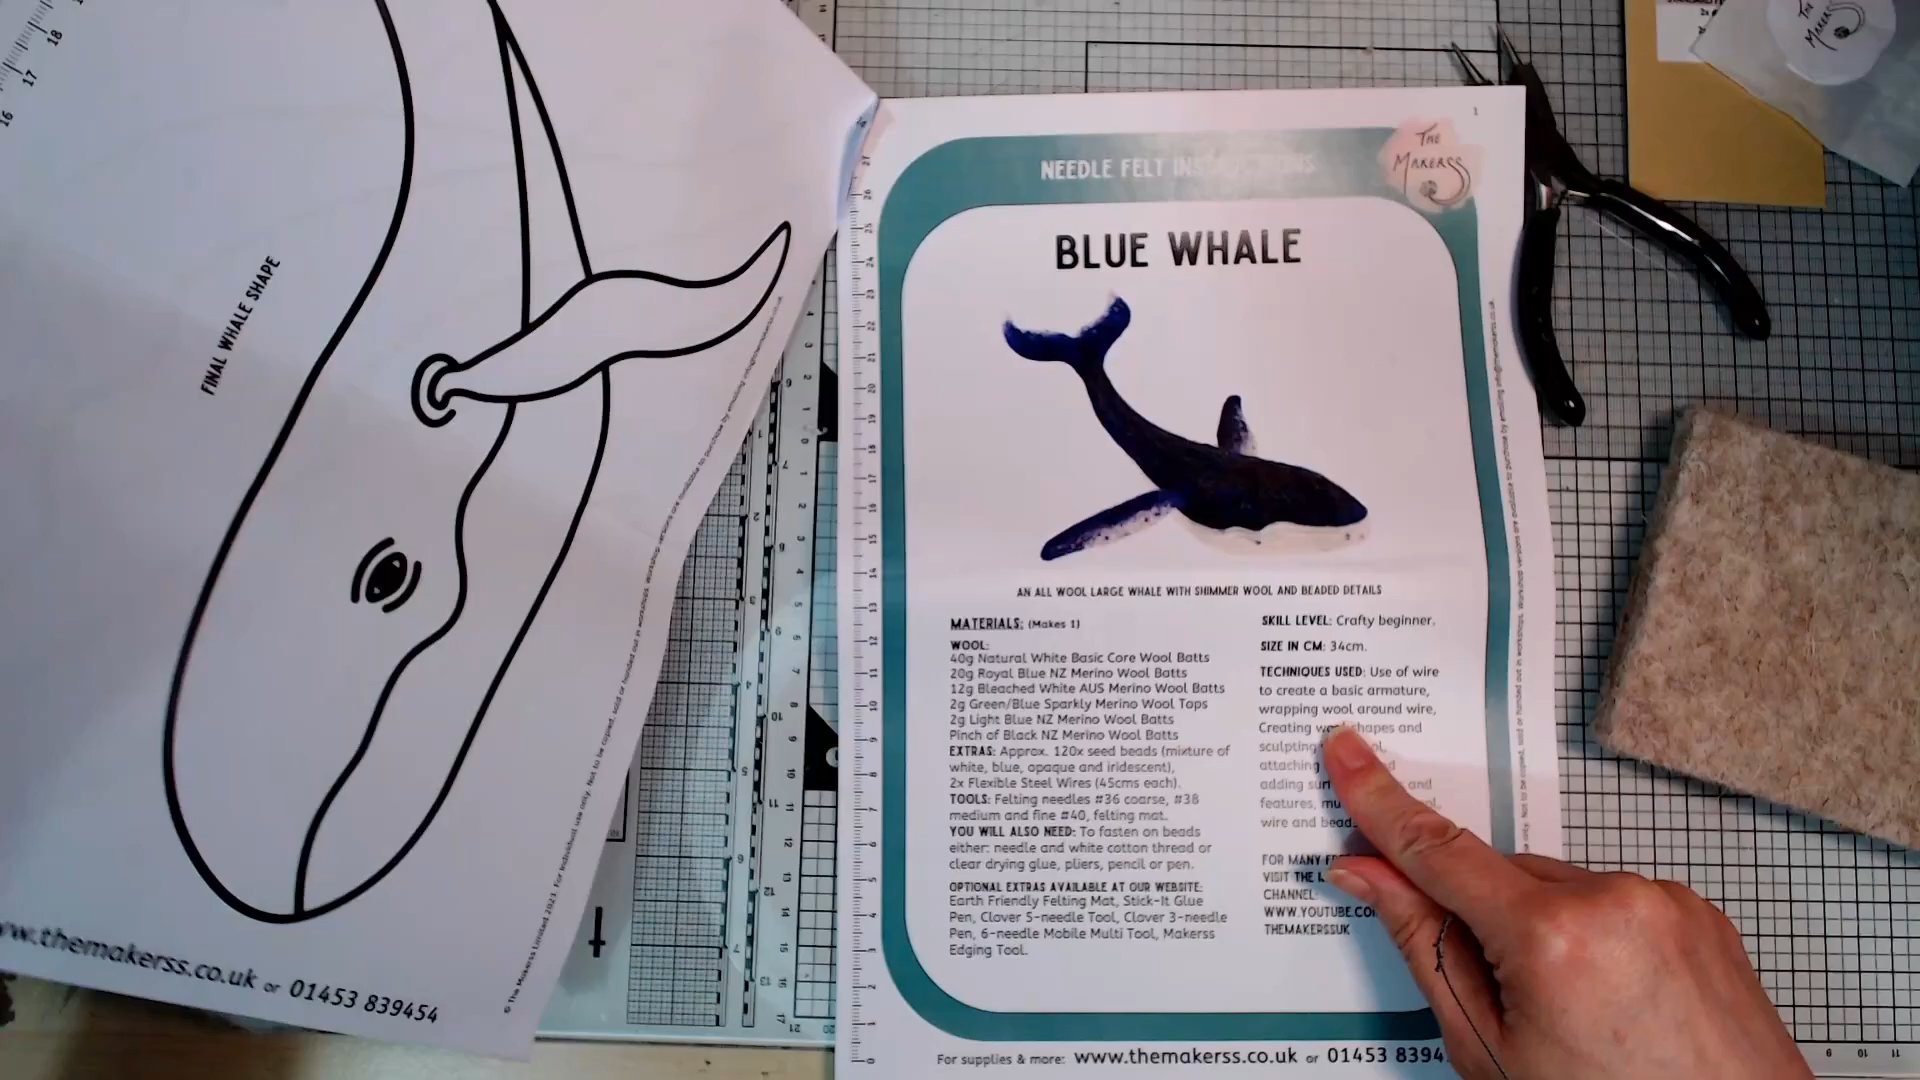 FINAL WHALE SHAPE
www.themakerss.co.uk or 01453 839454
1
THE MAKERSS
NEEDLE FELT INSTRUCTIONS
THE
MAKERSS
BLUE WHALE
AN ALL WOOL LARGE WHALE WITH SHIMMER WOOL AND BEADED DETAILS
MATERIALS: (Makes 1)
WOOL:
40g Natural White Basic Core Wool Batts
20g Royal Blue NZ Merino Wool Batts
12g Bleached White AUS Merino Wool Batts
2g Green/Blue Sparkly Merino Wool Tops
2g Light Blue NZ Merino Wool Batts
Pinch of Black NZ Merino Wool Batts
EXTRAS: Approx. 120x seed beads (mixture of
white, blue, opaque and iridescent),
2x Flexible Steel Wires (45cms each).
TOOLS: Felting needles #36 coarse, #38
medium and fine #40, felting mat.
YOU WILL ALSO NEED: To fasten on beads
either: needle and white cotton thread or
clear drying glue, pliers, pencil or pen.
OPTIONAL EXTRAS AVAILABLE AT OUR WEBSITE:
Earth Friendly Felting Mat, Stick-It Glue
Pen, Clover 5-needle Tool, Clover 3-needle
Pen, 6-needle Mobile Multi Tool, Makerss
Edging Tool.
SKILL LEVEL: Crafty beginner.
SIZE IN CM: 34cm.
TECHNIQUES USED: Use of wire
to create a basic armature,
wrapping wool around wire,
Creating shapes and
sculpting
attaching
adding and
features,
wire and
FOR MANY
VISIT THE
CHANNEL:
WWW.YOUTUBE.CO
THEMAKERSSUK
For supplies & more: www.themakerss.co.uk or 01453 8394